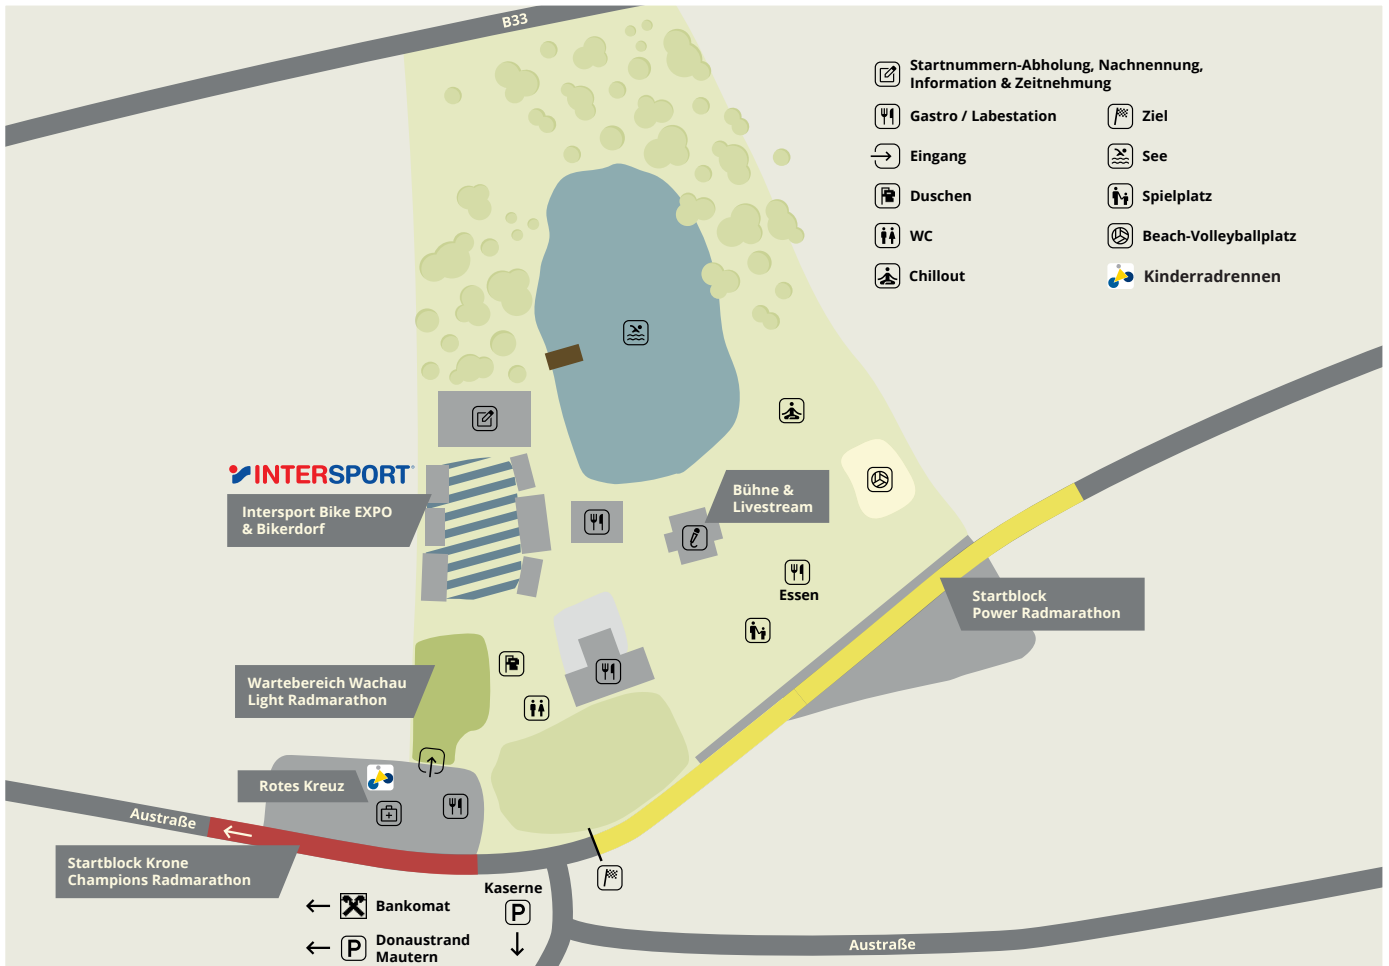 B33
Startnummern-Abholung, Nachnennung,
Information & Zeitnehmung
Gastro / Labestation
Ziel
Eingang
See
Duschen
Spielplatz
WC
Beach-Volleyballplatz
Chillout
Kinderradrennen
INTERSPORT
Intersport Bike EXPO
& Bikerdorf
Bühne &
Livestream
Essen
Startblock
Power Radmarathon
Wartebereich Wachau
Light Radmarathon
Rotes Kreuz
Austraße
Startblock Krone
Champions Radmarathon
Kaserne
P
Bankomat
P
Donaustrand
Mautern
Austraße